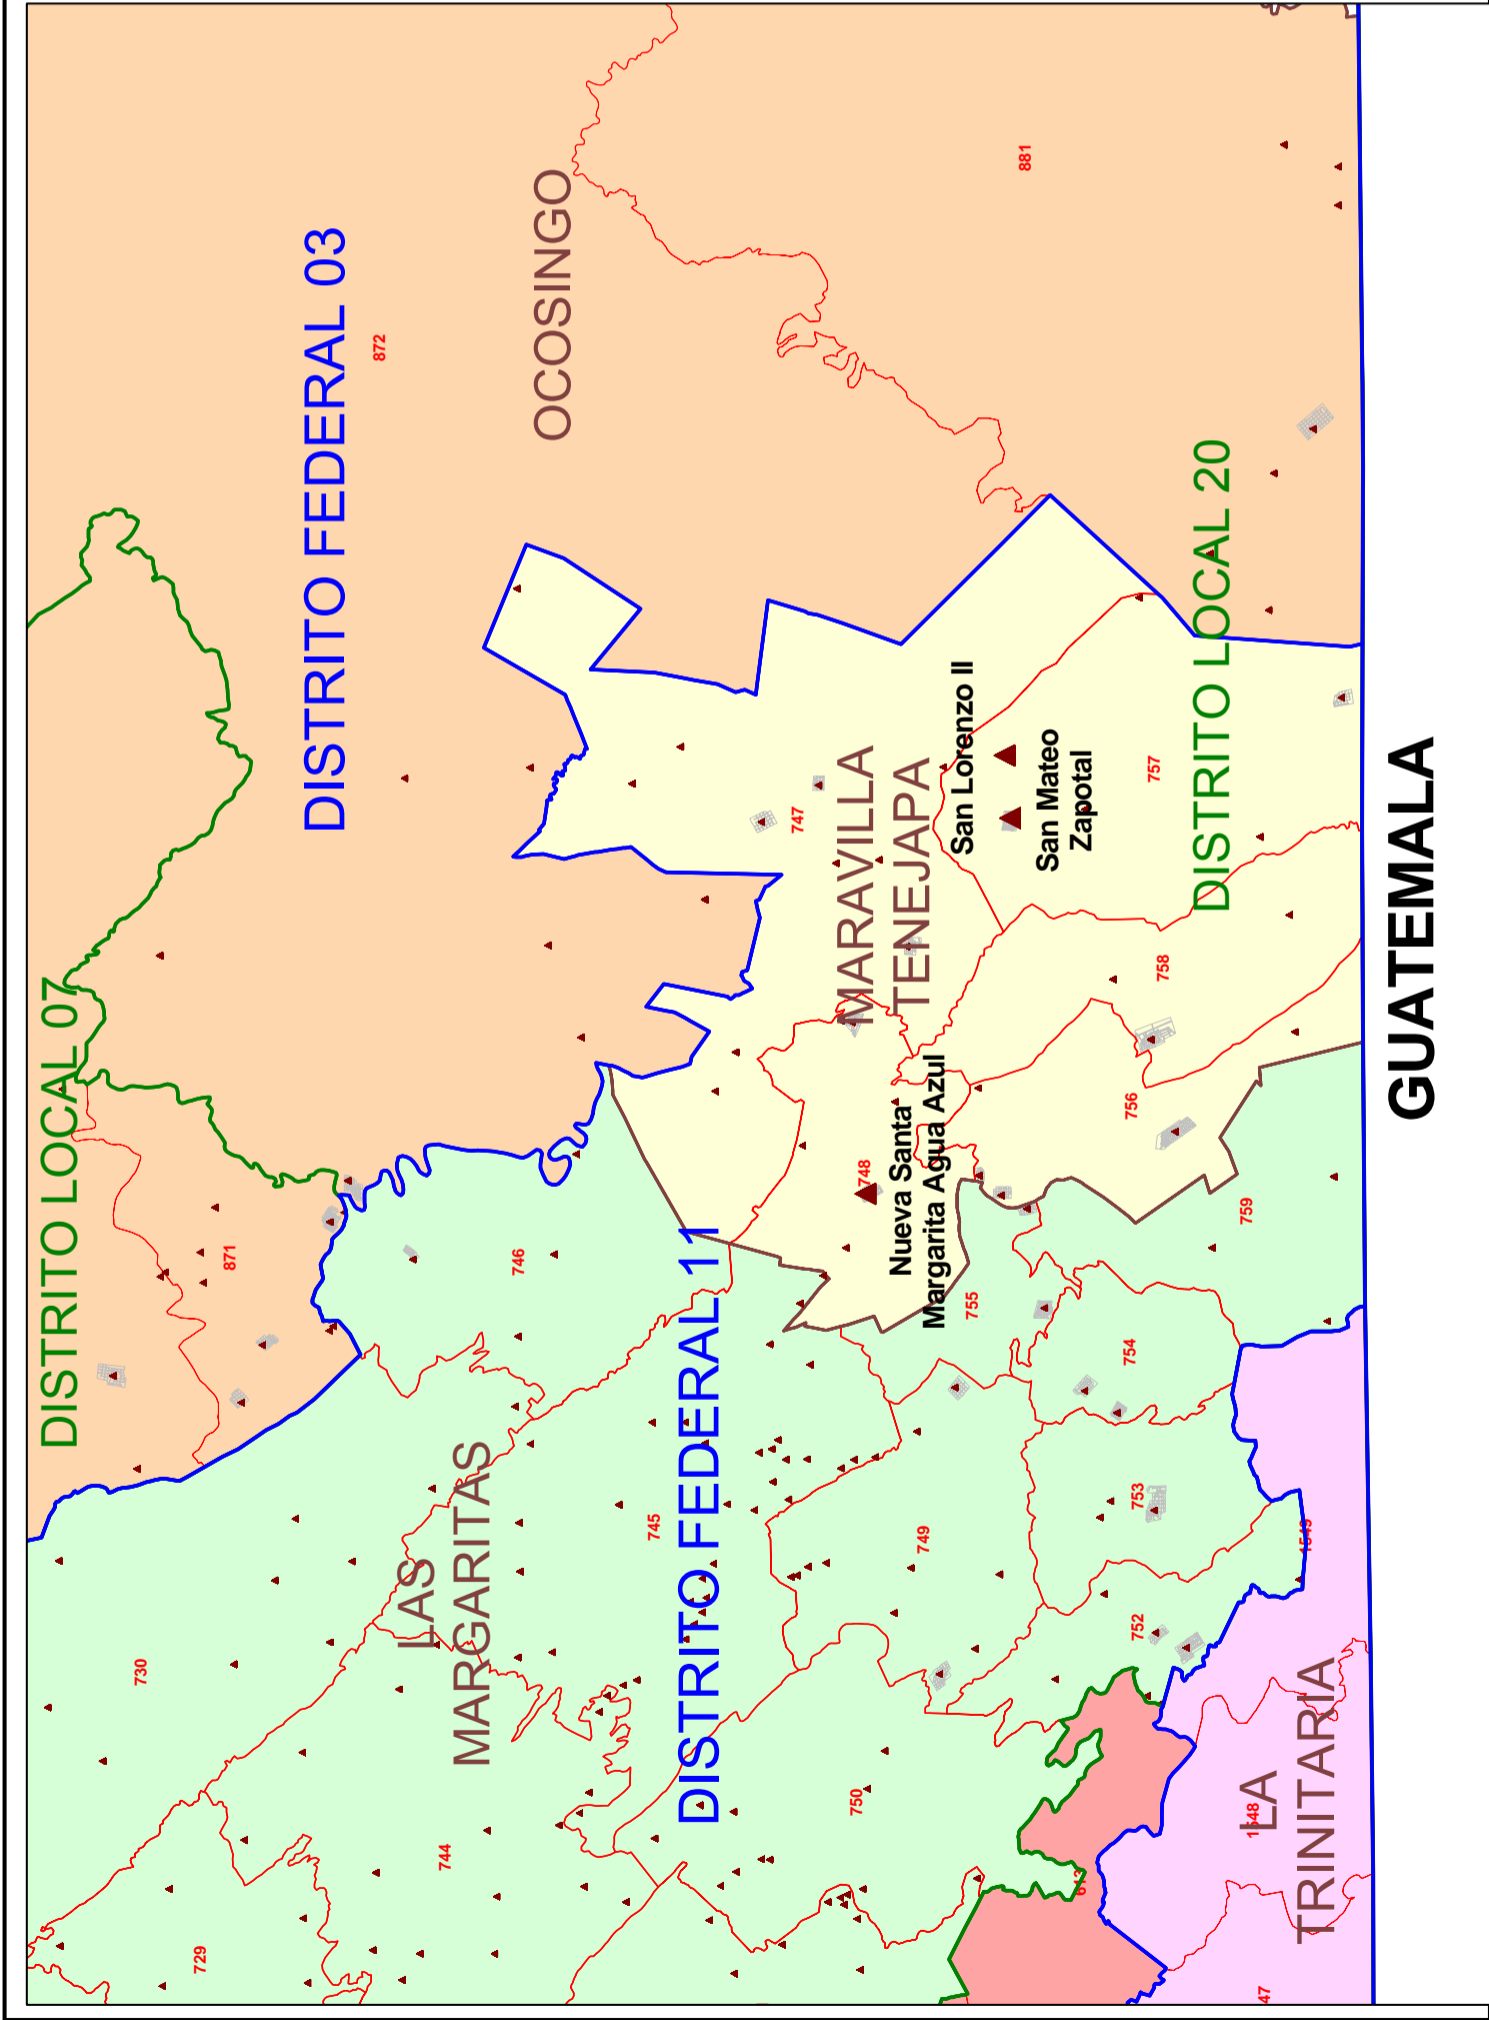 DISTRITO LOCAL 07
730
729
871
DISTRITO FEDERAL 03
872
LAS
MARGARITAS
744
746
OCOSINGO
745
DISTRITO FEDERAL 11
747
750
MARAVILLA
TENEJAPA
748
Nueva Santa
Margarita Agua Azul
749
San Lorenzo II
755
881
San Mateo
Zapotal
754
756
752
753
757
758
DISTRITO LOCAL 20
759
LA
TRINITARIA
47
GUATEMALA